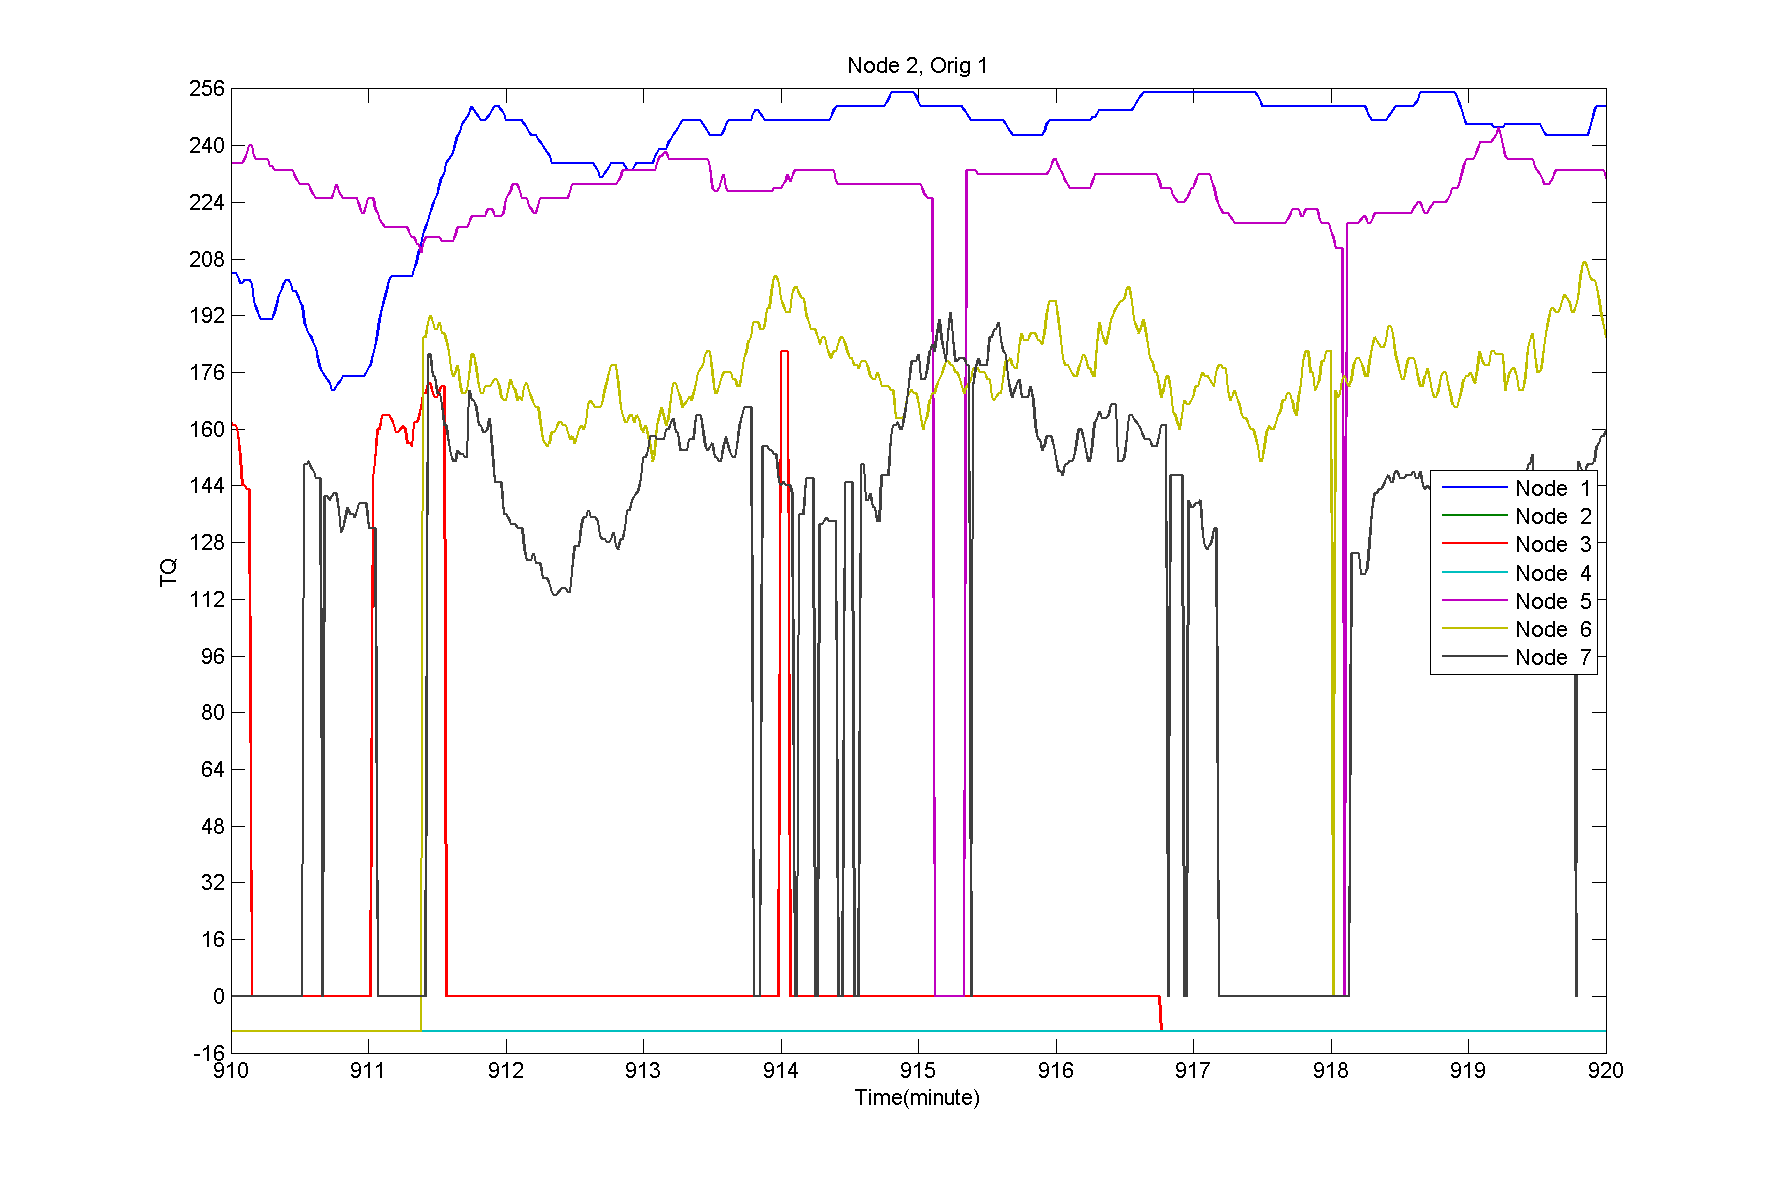 Node 2, Orig 1
256
240
224
208
192
176
160
144
128
112
96
80
64
48
32
16
0
-16
TQ
Node 1
Node 2
Node 3
Node 4
Node 5
Node 6
Node 7
910 911 912 913 914 915 916 917 918 919 920
Time(minute)